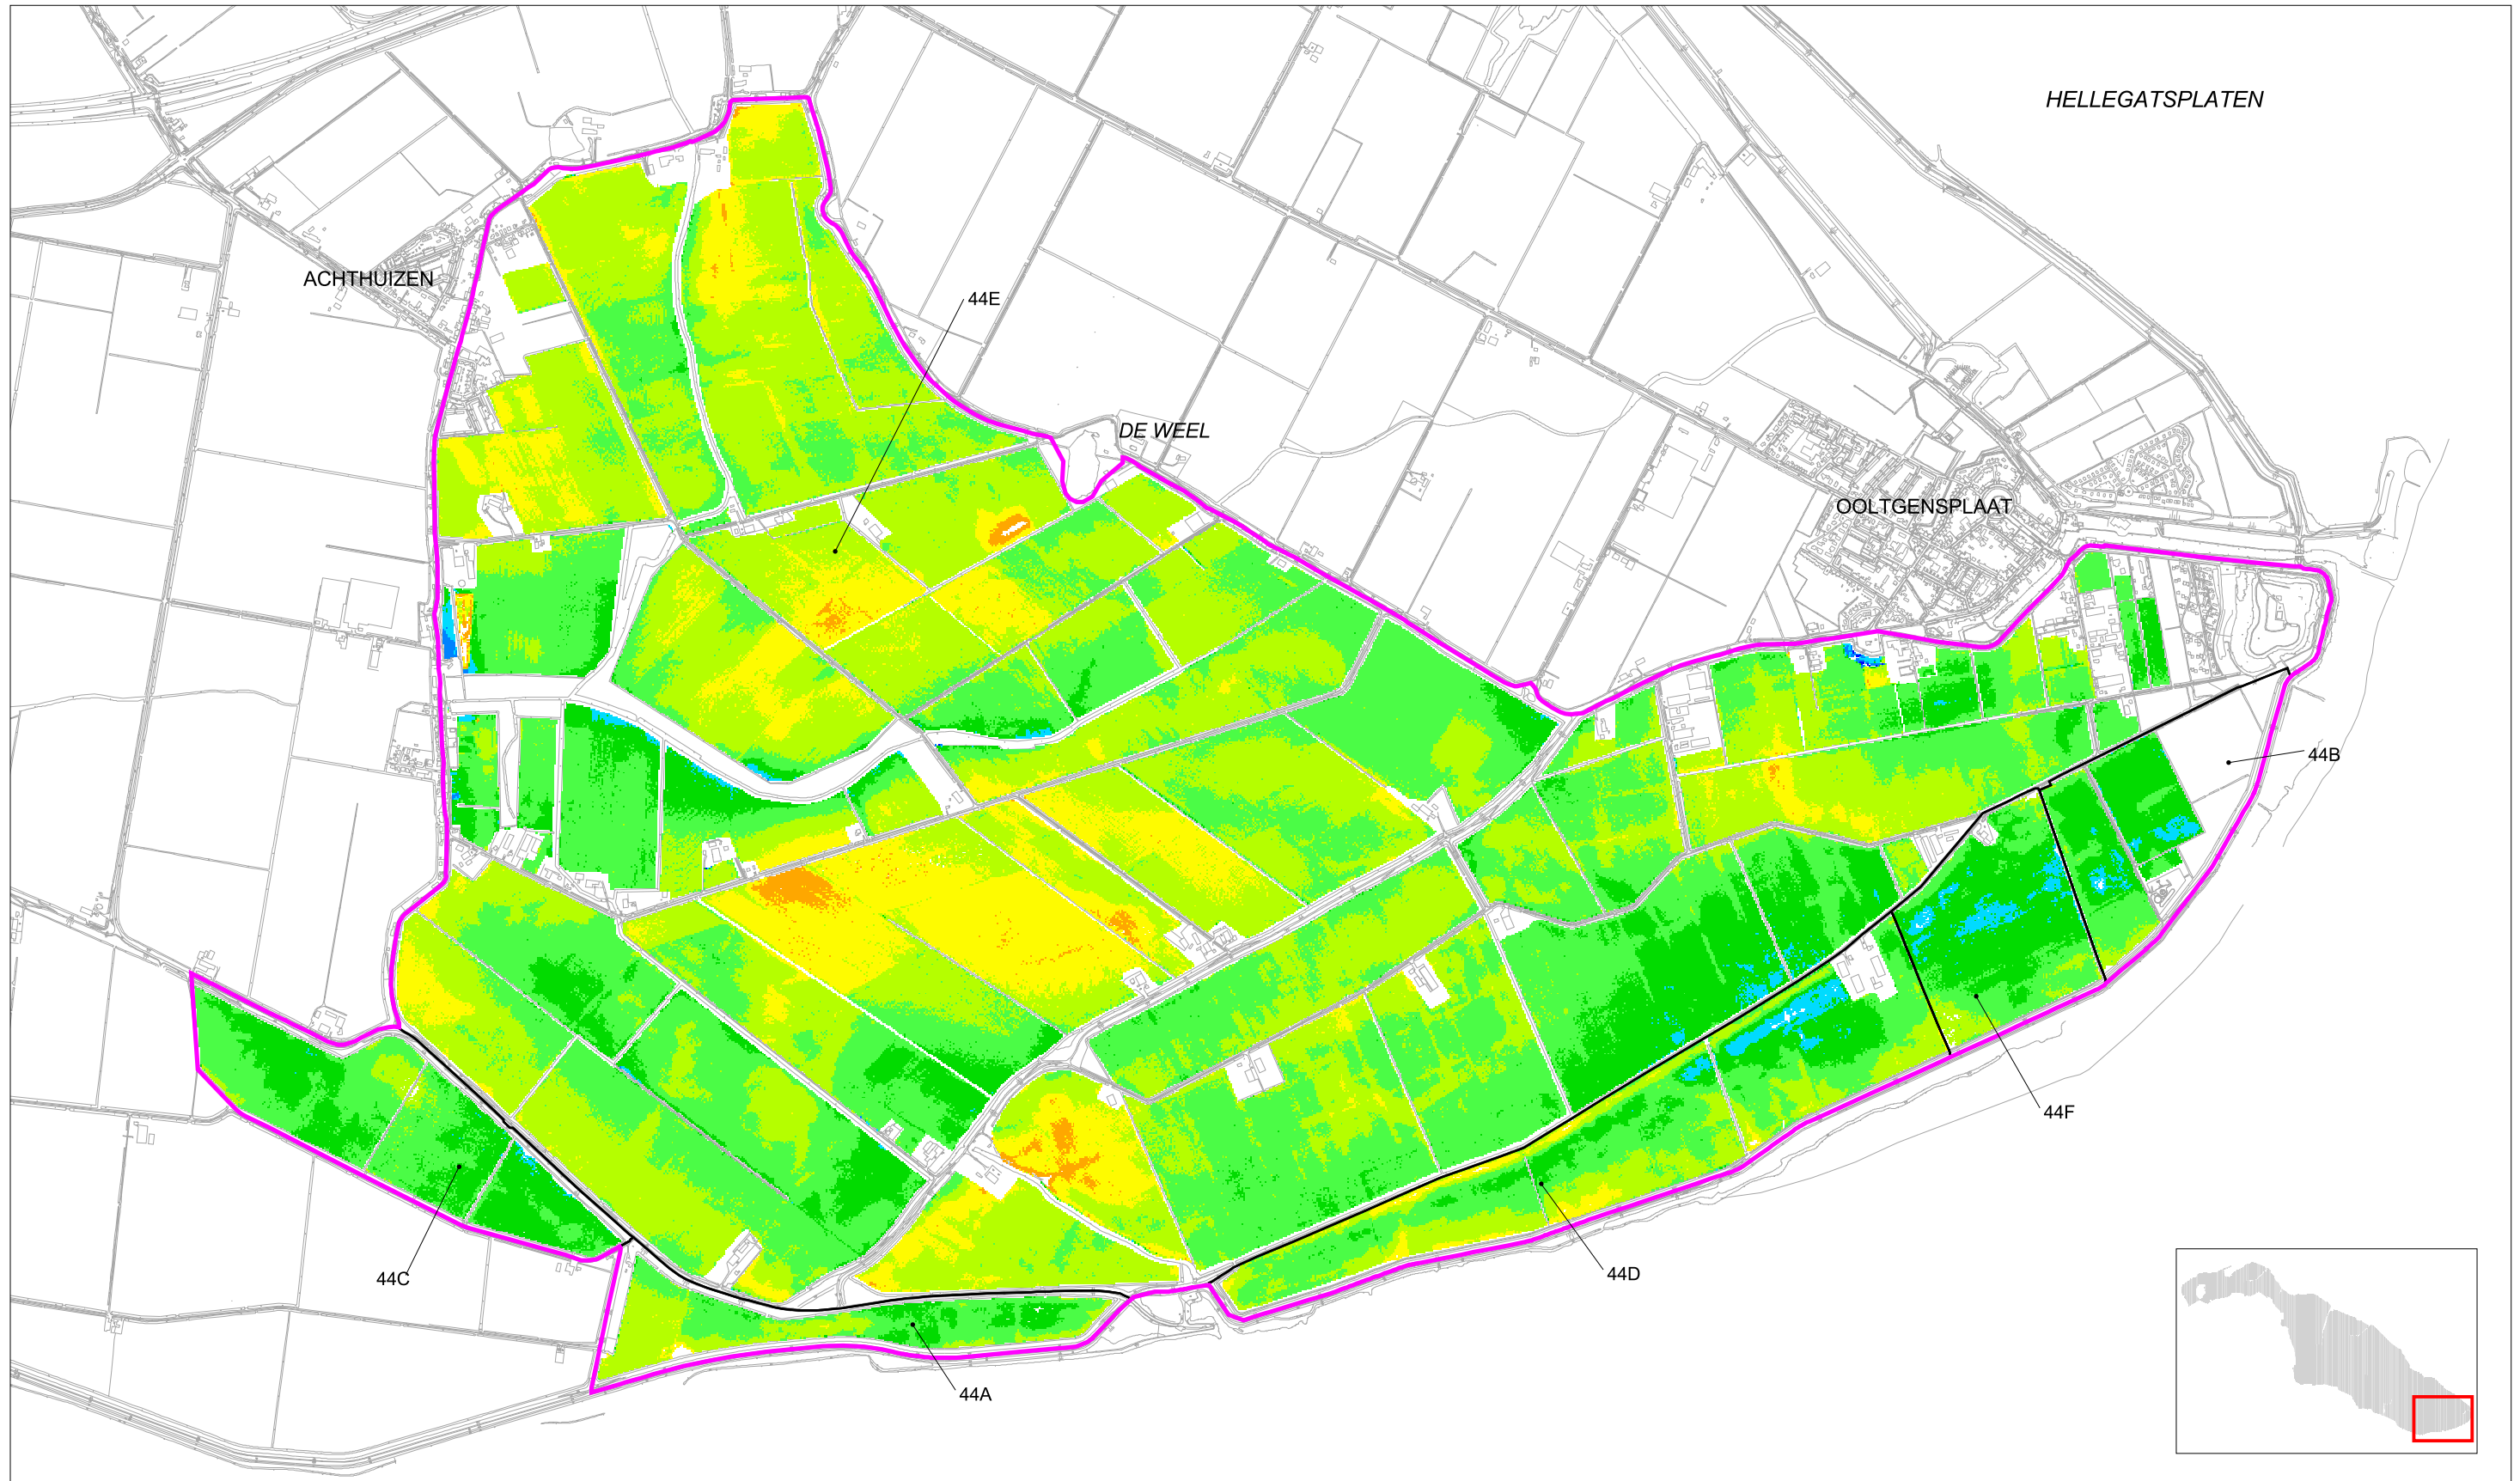 HELLEGATSPLATEN
ACHTHUIZEN
44E
DE WEEL
OOLTGENSPLAAT
44B
44F
44C
44D
44A